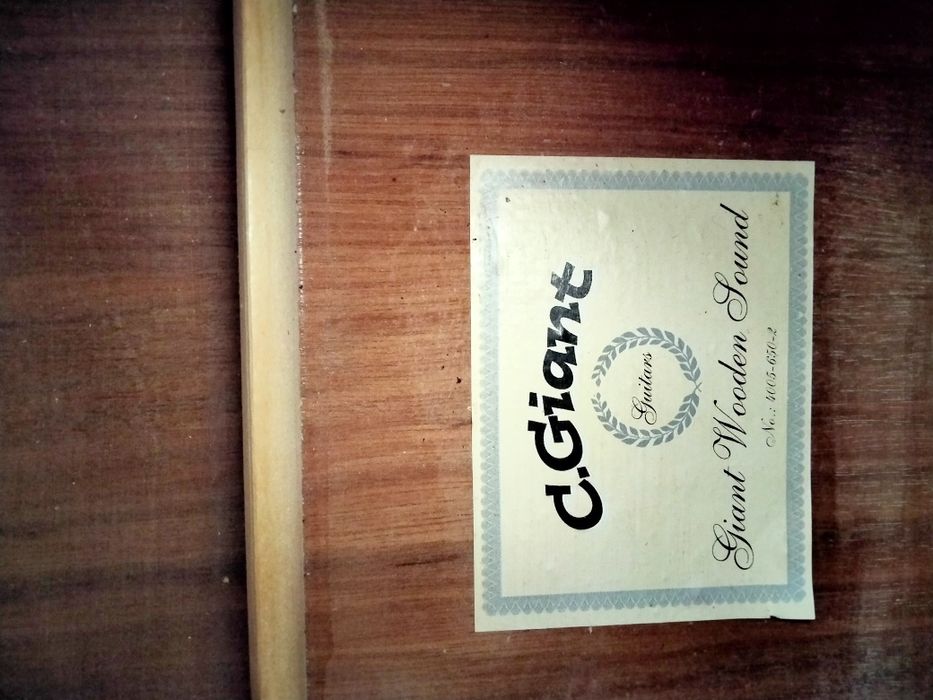 C.Giant
Guitars
Giant Wooden Sound
No.: 4005-650-2